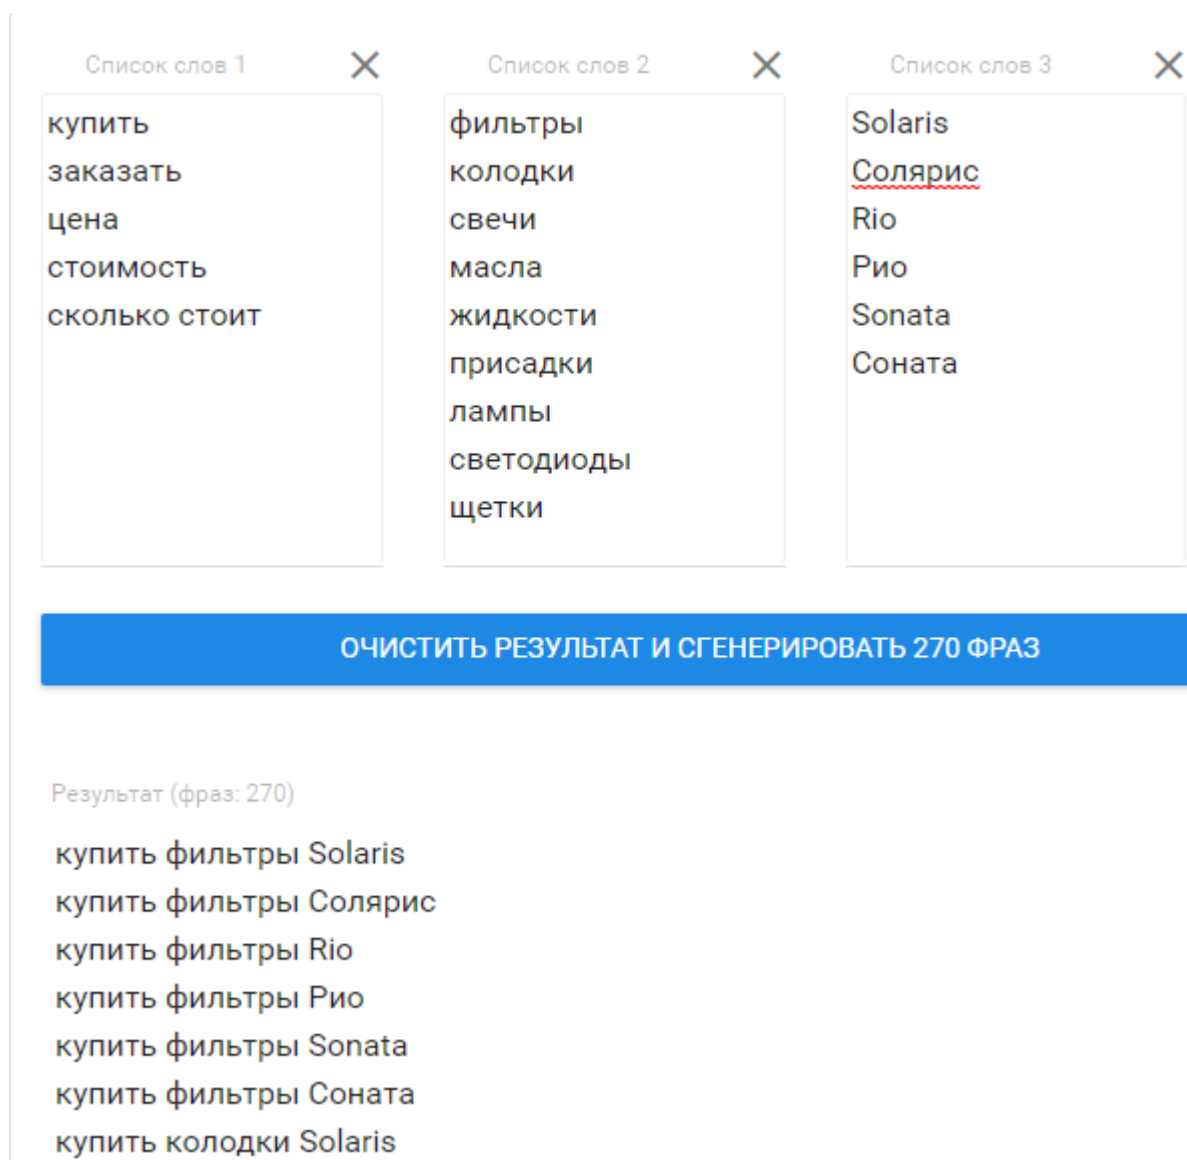 Список слов 1
купить
заказать
цена
стоимость
сколько стоит
Список слов 2
фильтры
колодки
свечи
масла
жидкости
присадки
лампы
светодиоды
щетки
Список слов 3
Solaris
Солярис
Rio
Рио
Sonata
Соната
ОЧИСТИТЬ РЕЗУЛЬТАТ И СГЕНЕРИРОВАТЬ 270 ФРАЗ
Результат (фраз: 270)
купить фильтры Solaris
купить фильтры Солярис
купить фильтры Rio
купить фильтры Рио
купить фильтры Sonata
купить фильтры Соната
купить колодки Solaris